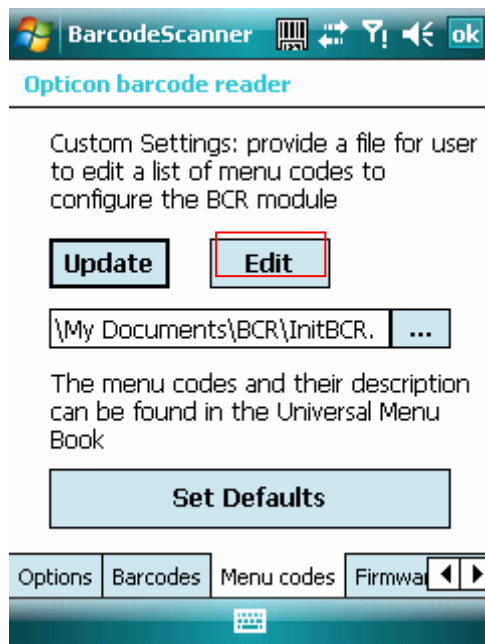 BarcodeScanner ok
Opticon barcode reader
Custom Settings: provide a file for user
to edit a list of menu codes to
configure the BCR module
Update Edit
\My Documents\BCR\InitBCR. ...
The menu codes and their description
can be found in the Universal Menu
Book
Set Defaults
Options Barcodes Menu codes Firmwa